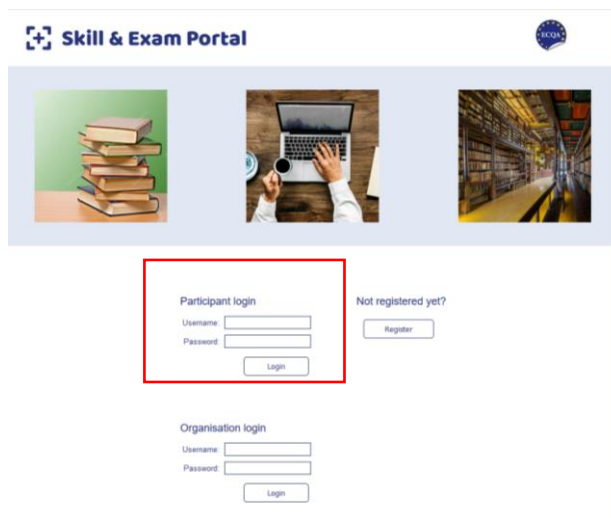 [+] Skill & Exam Portal
ECQA
Participant login
Not registered yet?
Username:
Register
Password:
Login
Organisation login
Username:
Password:
Login